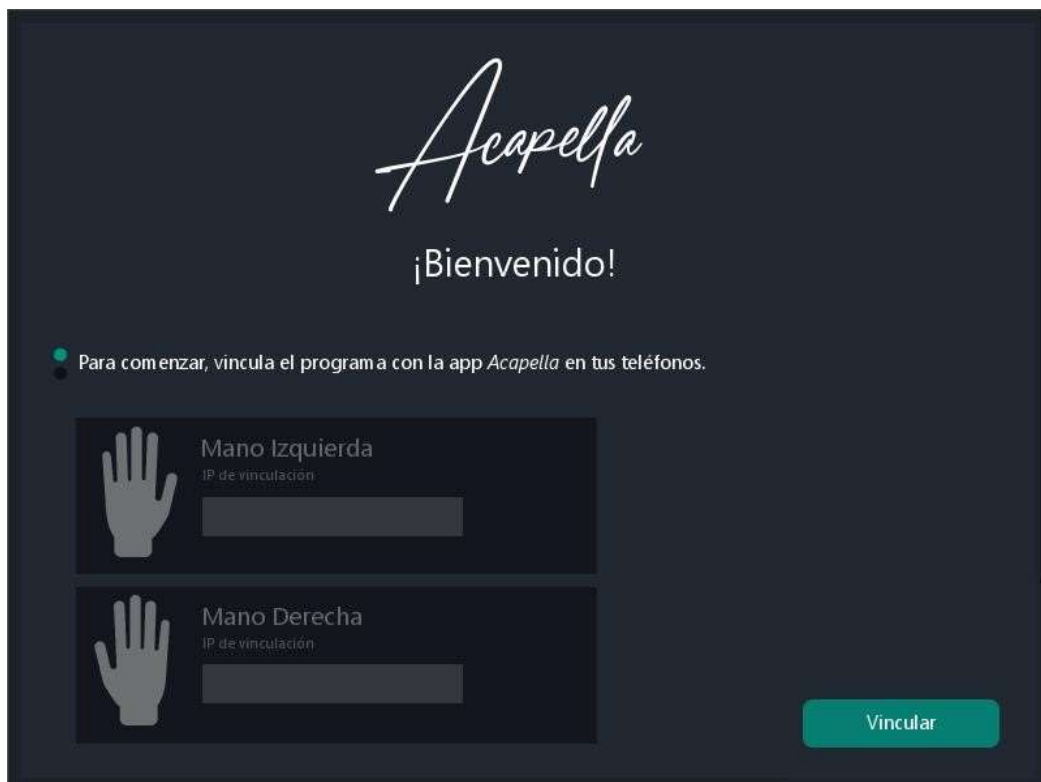 Acapella
¡Bienvenido!
Para comenzar, vincula el programa con la app Acapella en tus teléfonos.
Mano Izquierda
IP de vinculación
Mano Derecha
IP de vinculación
Vincular